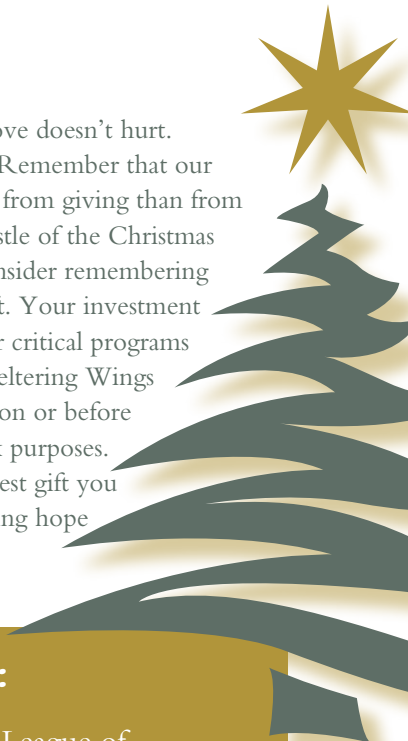 ove doesn't hurt.
Remember that our
from giving than from
stle of the Christmas
nsider remembering
t. Your investment
r critical programs
eltering Wings
on or before
x purposes.
est gift you
ing hope
:
League of